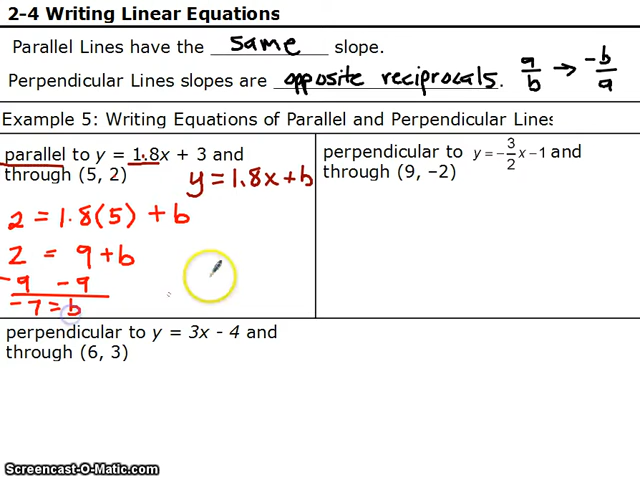 2-4 Writing Linear Equations
Parallel Lines have the same slope.
Perpendicular Lines slopes are opposite reciprocals. a/b → -b/a
Example 5: Writing Equations of Parallel and Perpendicular Lines
parallel to y = 1.8x + 3 and
through (5, 2)
y = 1.8x + b
2 = 1.8(5) + b
2 = 9 + b
-9 -9
-7 = b
perpendicular to y = -3/2 x - 1 and
through (9, -2)
perpendicular to y = 3x - 4 and
through (6, 3)
Screencast-O-Matic.com